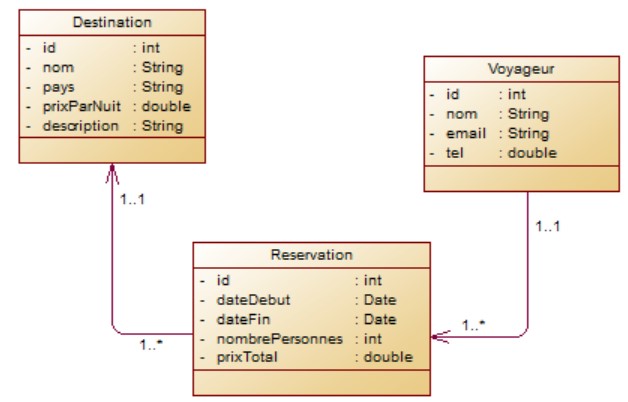 Destination
- id : int
- nom : String
- pays : String
- prixParNuit : double
- description : String
Voyageur
- id : int
- nom : String
- email : String
- tel : double
1..1
1..1
Reservation
- id : int
- dateDebut : Date
- dateFin : Date
- nombrePersonnes : int
- prixTotal : double
1..*
1..*